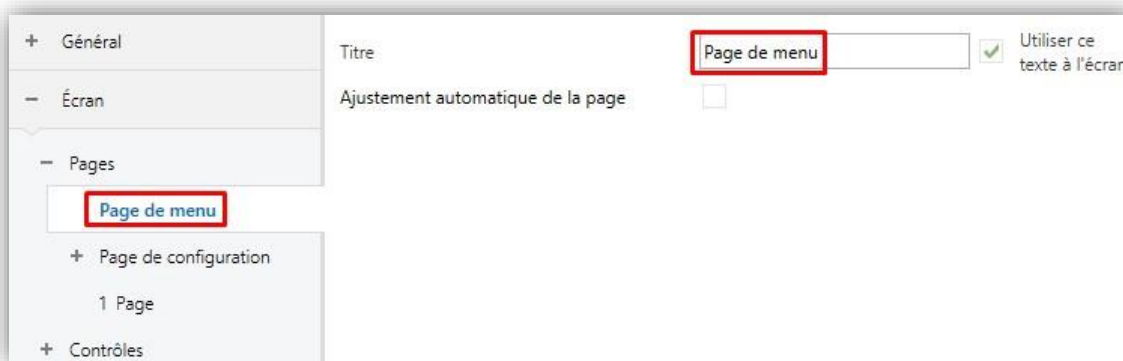 + Général
− Écran
− Pages
Page de menu
+ Page de configuration
1 Page
+ Contrôles
Titre
Page de menu
Utiliser ce
texte à l'écran
Ajustement automatique de la page